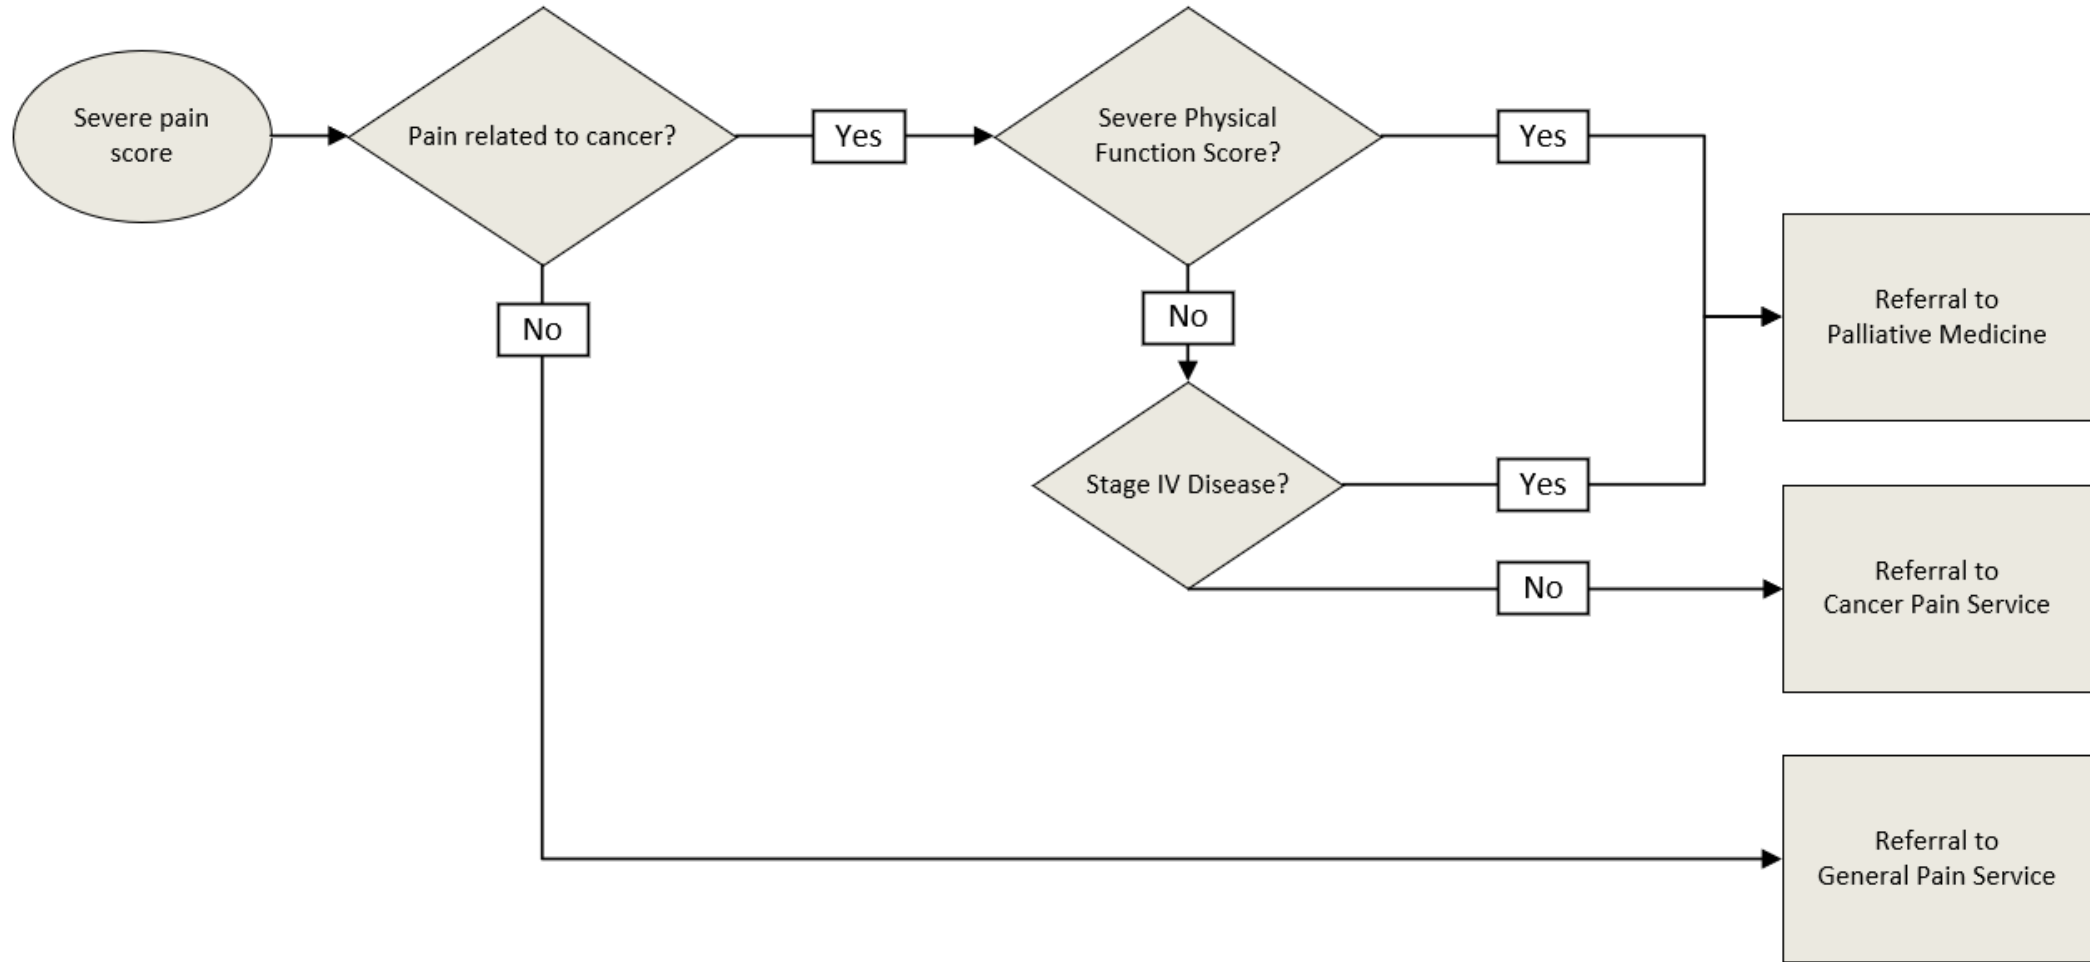 Severe pain
score
Pain related to cancer?
Yes
Severe Physical
Function Score?
Yes
No
No
Referral to
Palliative Medicine
Stage IV Disease?
Yes
No
Referral to
Cancer Pain Service
Referral to
General Pain Service